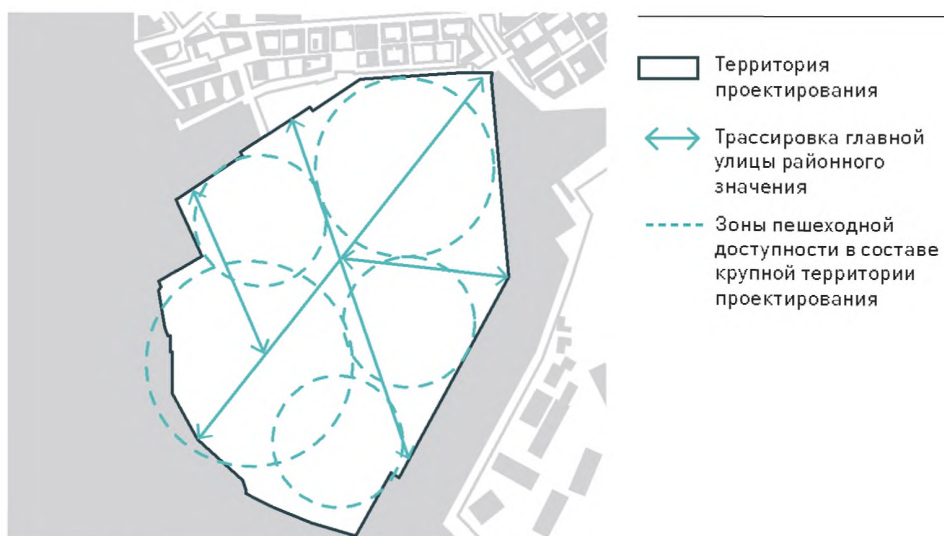 Территория
проектирования
Трассировка главной
улицы районного
значения
Зоны пешеходной
доступности в составе
крупной территории
проектирования